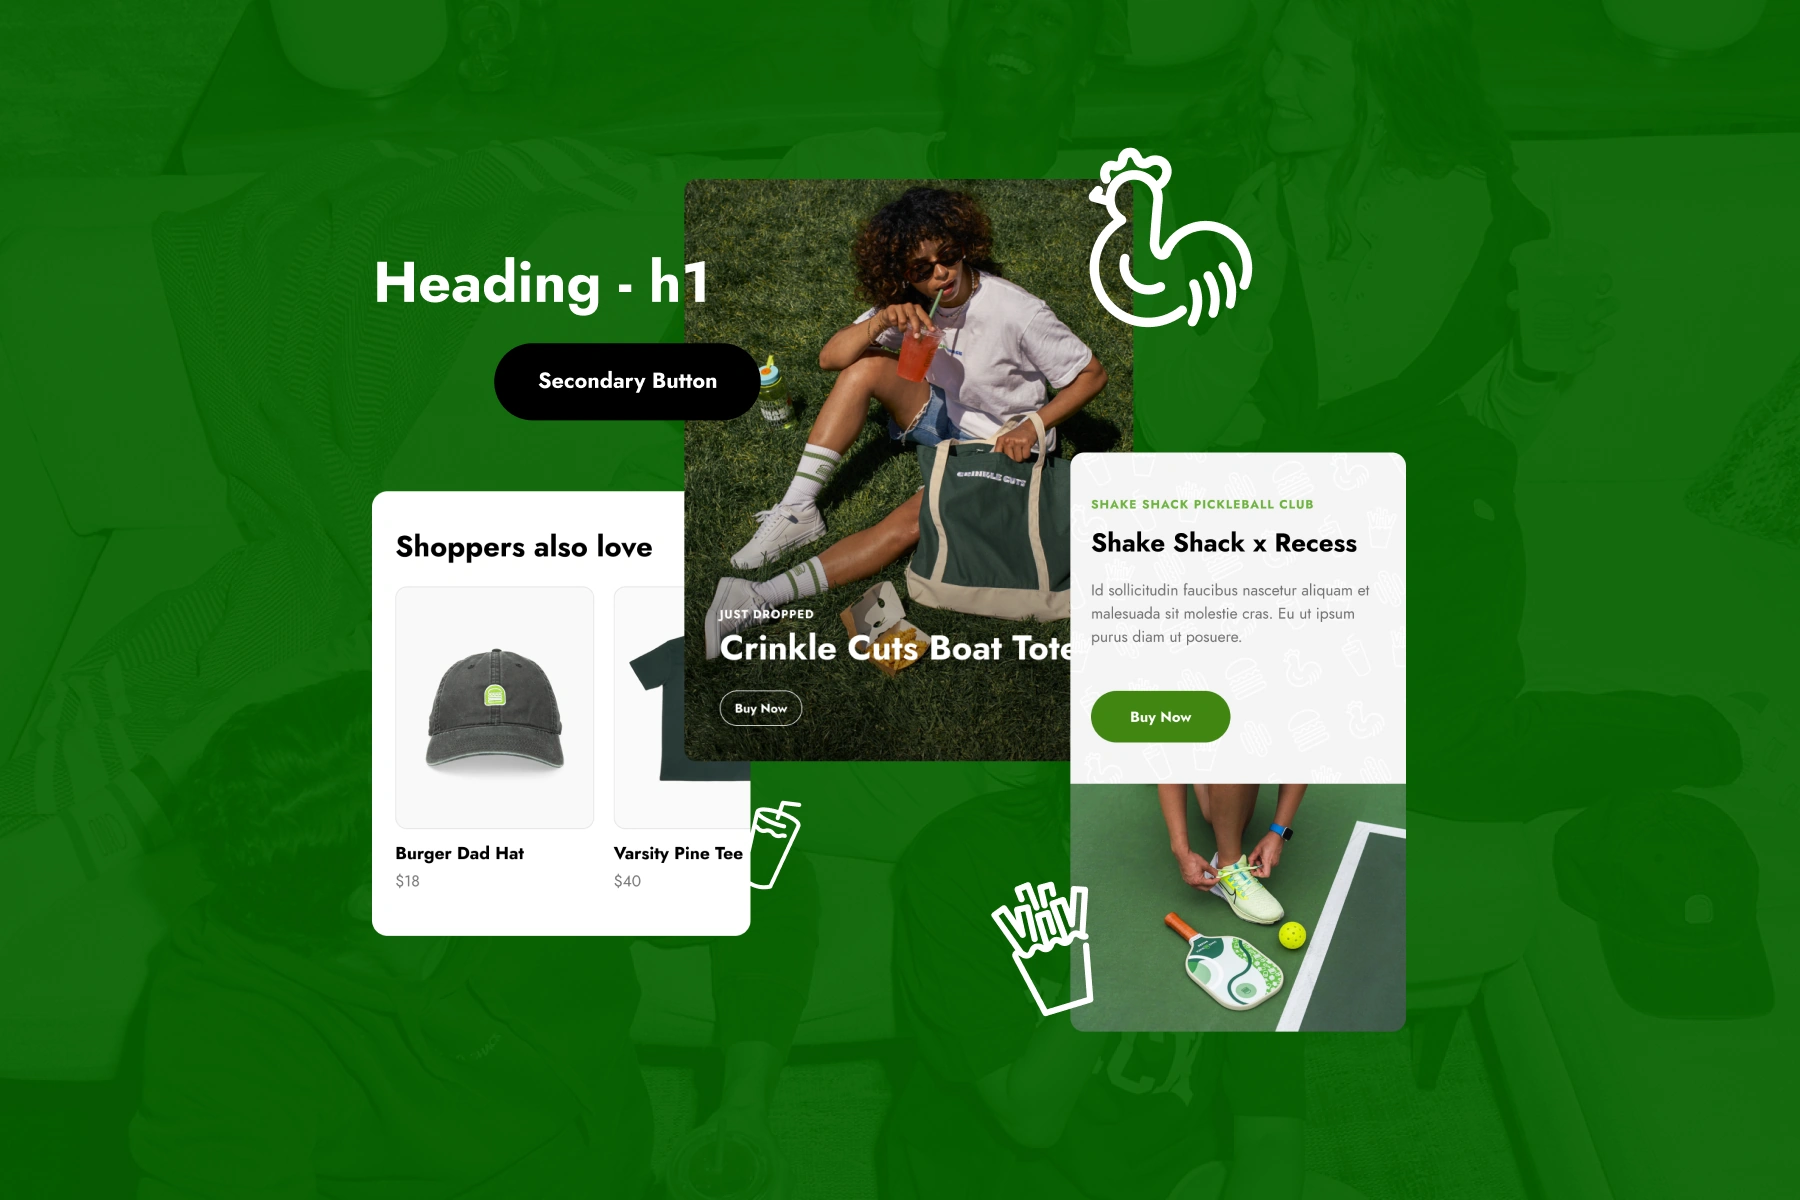 Heading - h1
Secondary Button
CRINKLE CUTS
JUST DROPPED
Crinkle Cuts Boat Tote
Buy Now
Shoppers also love
Burger Dad Hat
$18
Varsity Pine Tee
$40
SHAKE SHACK PICKLEBALL CLUB
Shake Shack x Recess
Id sollicitudin faucibus nascetur aliquam et
malesuada sit molestie cras. Eu ut ipsum
purus diam ut posuere.
Buy Now